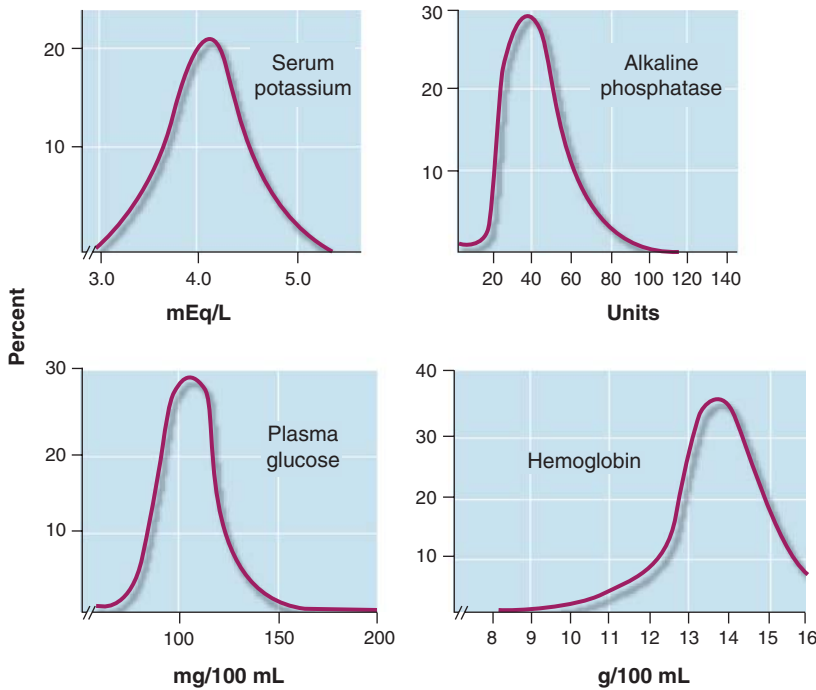 Percent
20
10
Serum
potassium
3.0 4.0 5.0
mEq/L
30
20
10
Alkaline
phosphatase
20 40 60 80 100 120 140
Units
30
20
10
Plasma
glucose
100 150 200
mg/100 mL
40
30
20
10
Hemoglobin
8 9 10 11 12 13 14 15 16
g/100 mL